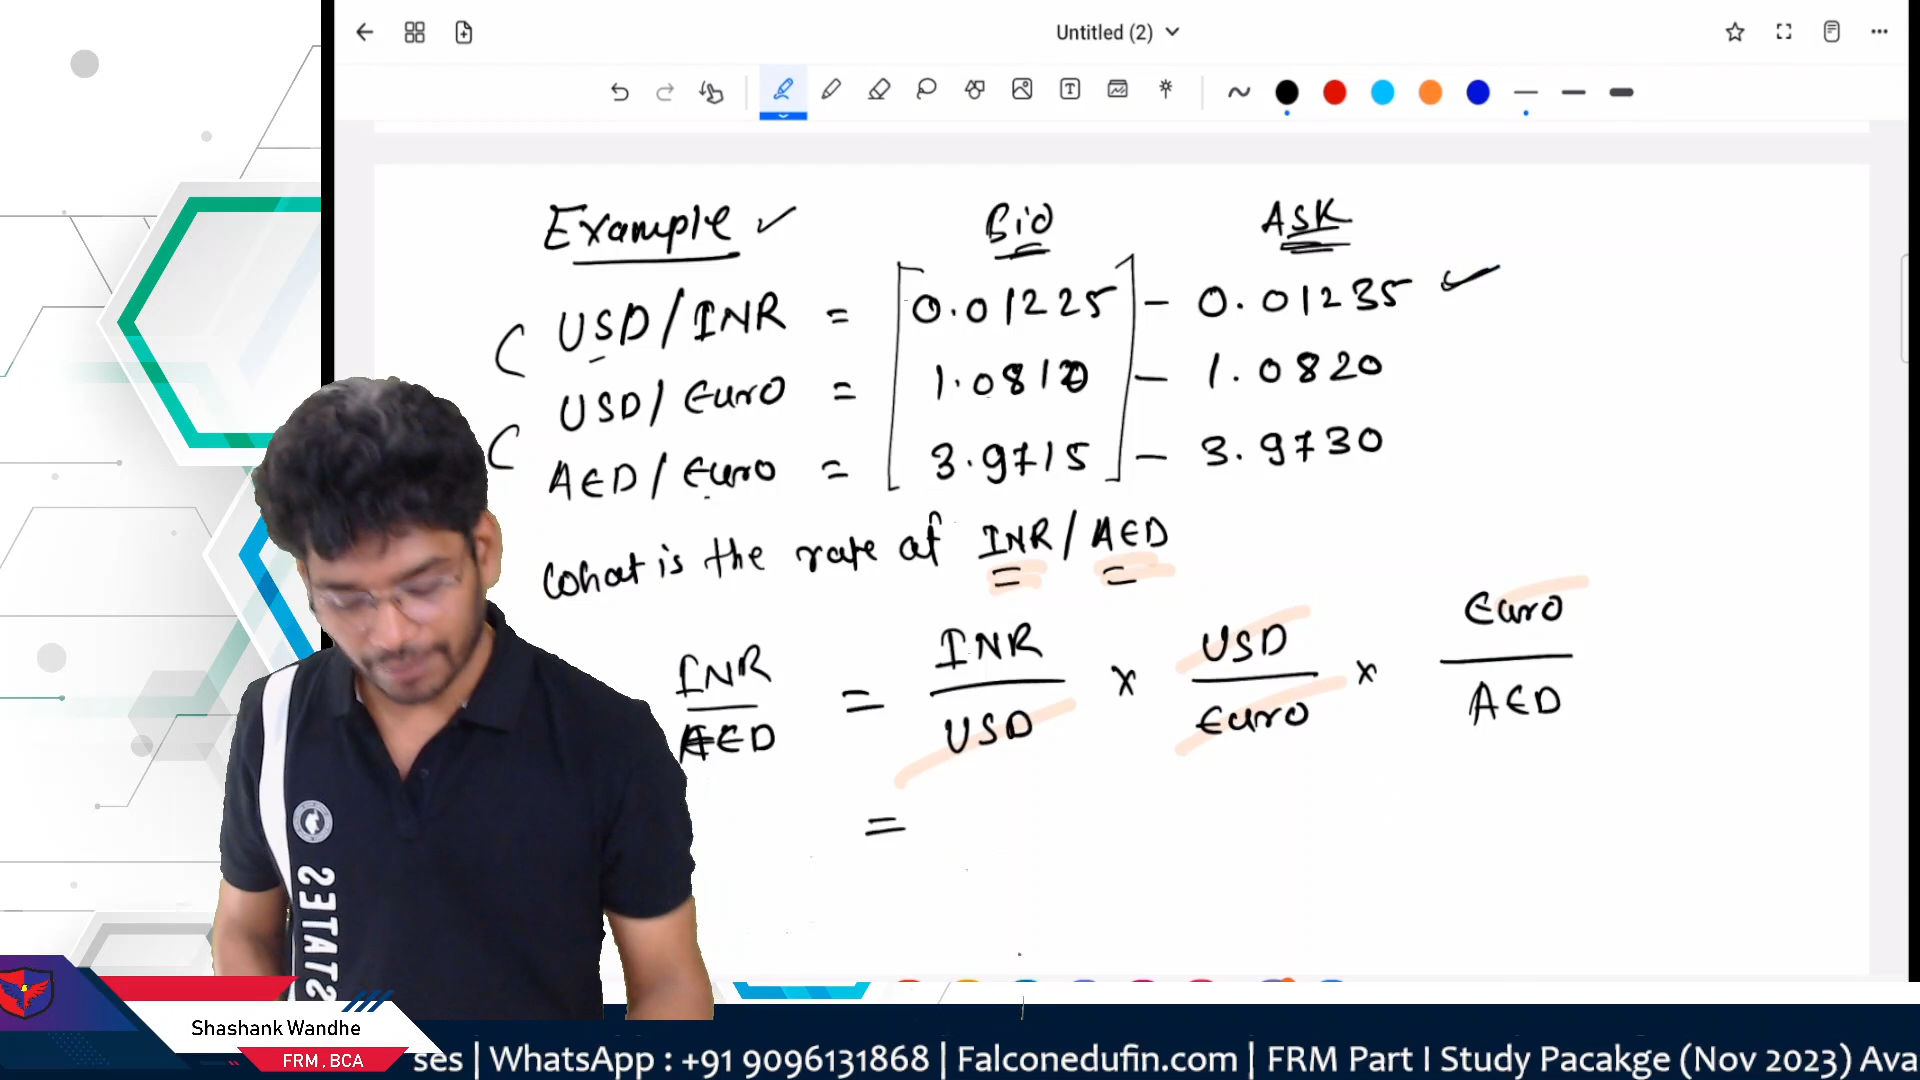 Untitled (2)
Example Bid ASK
USD/INR = 0.01225 - 0.01235
USD/Euro = 1.0810 - 1.0820
AED/Euro = 3.9715 - 3.9730
What is the rate of INR/AED
INR/AED = INR/USD x USD/Euro x Euro/AED
=
STATES
Shashank Wandhe
FRM, BCA
ses | WhatsApp : +91 9096131868 | Falconedufin.com | FRM Part I Study Pacakge (Nov 2023) Ava